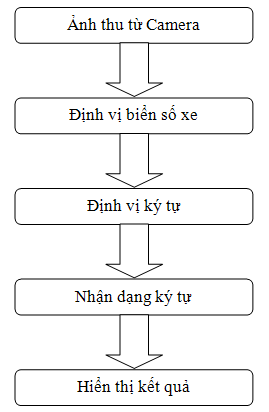 Ảnh thu từ Camera
Định vị biển số xe
Định vị ký tự
Nhận dạng ký tự
Hiển thị kết quả